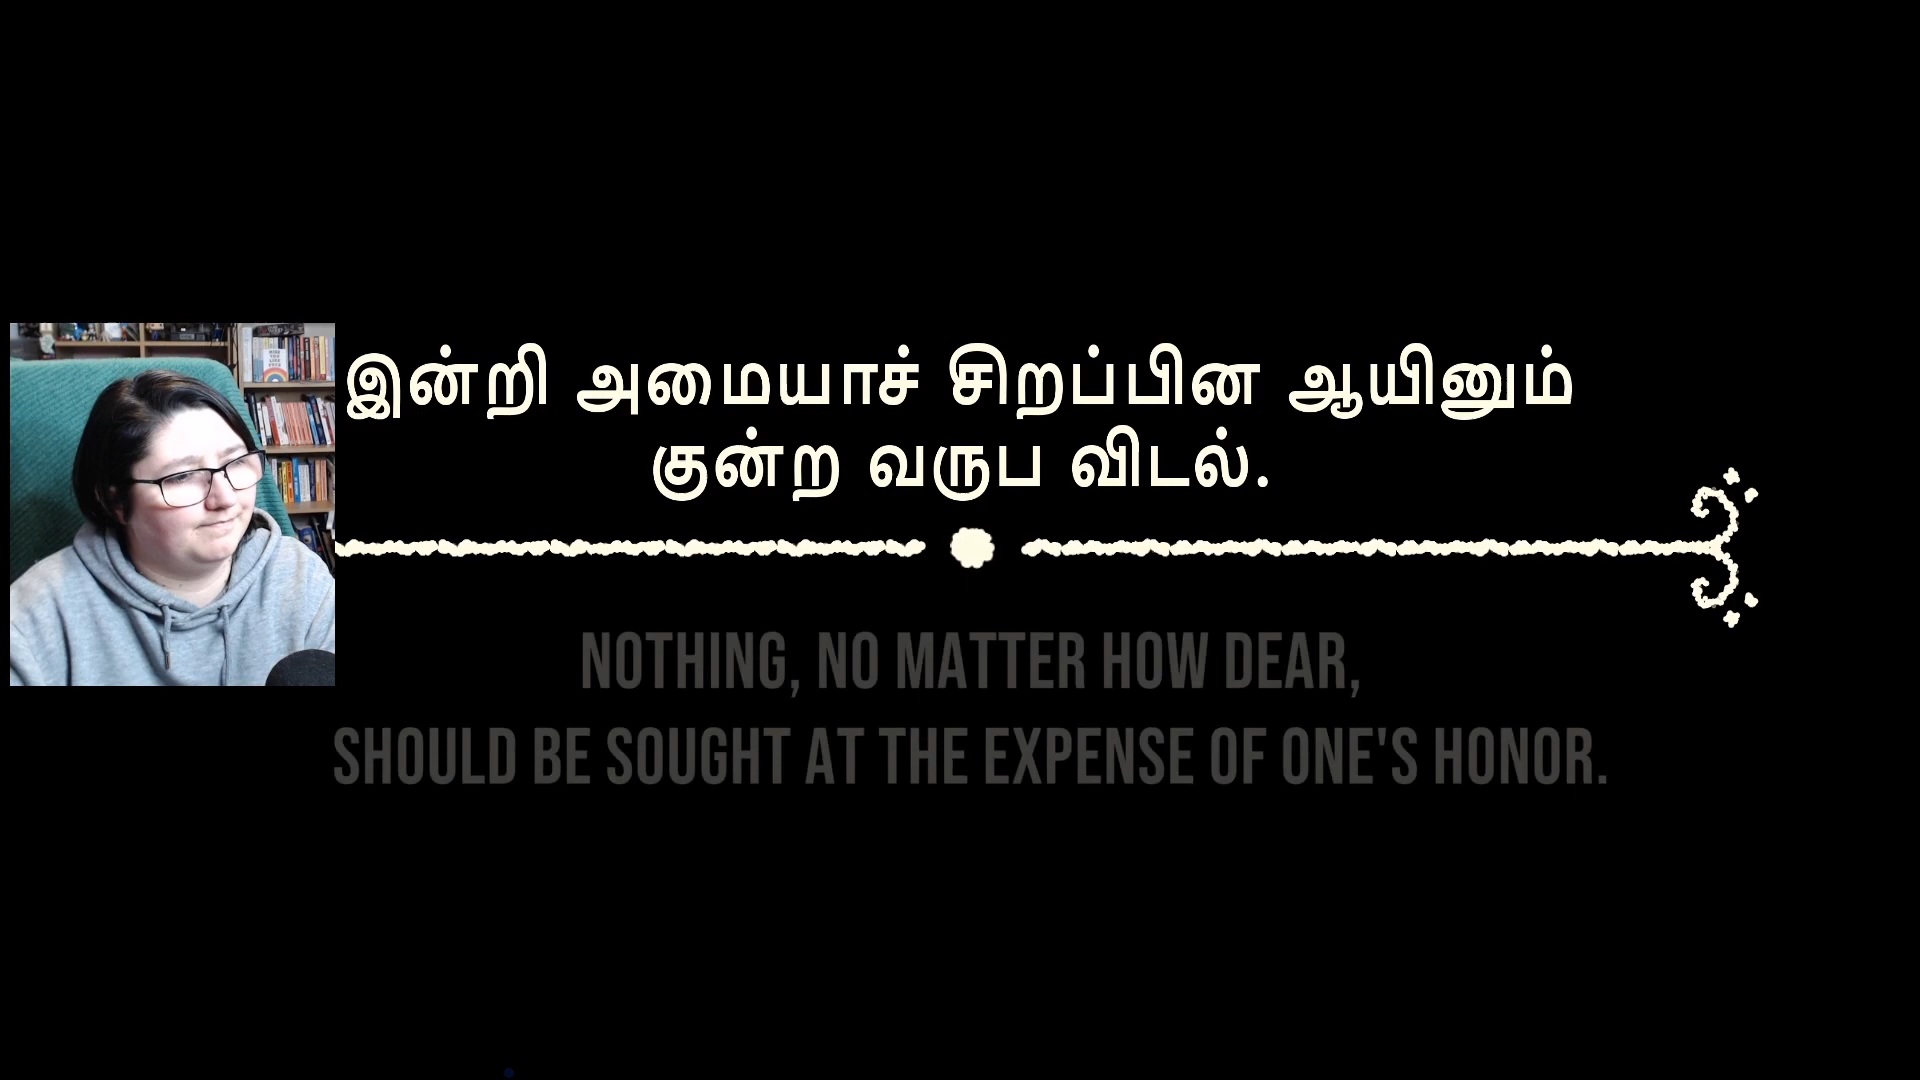 இன்றி அமையாச் சிறப்பின ஆயினும்
குன்ற வருப விடல்.
NOTHING, NO MATTER HOW DEAR,
SHOULD BE SOUGHT AT THE EXPENSE OF ONE'S HONOR.